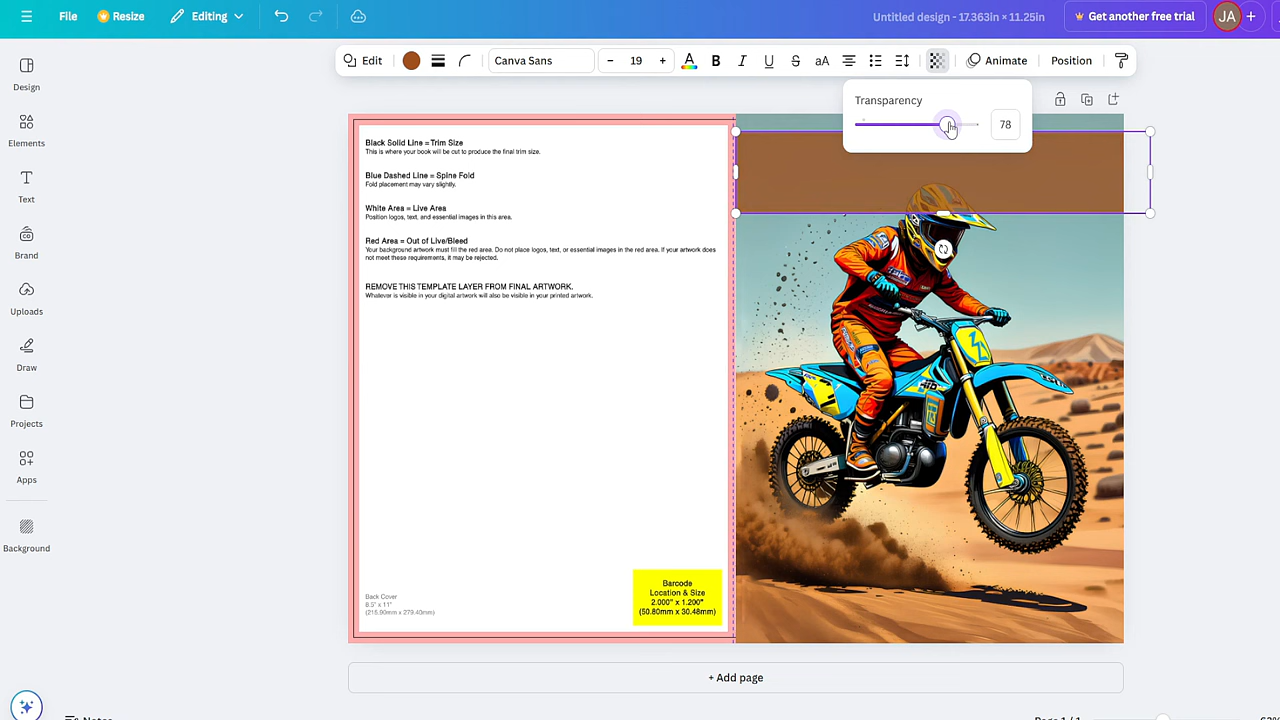 File
Resize
Editing
Untitled design - 17.363in × 11.25in
Get another free trial
JA
Edit
Canva Sans
– 19 +
A
B
I
U
S
aA
Animate
Position
Design
Elements
Text
Brand
Uploads
Draw
Projects
Apps
Background
Transparency
78
Black Solid Line = Trim Size
This is where your book will be cut to produce the final trim size.
Blue Dashed Line = Spine Fold
Fold placement may vary slightly.
White Area = Live Area
Position logos, text, and essential images in this area.
Red Area = Out of Live/Bleed
Your background artwork must fill the red area. Do not place logos, text, or essential images in the red area. If your artwork does
not meet these requirements, it may be rejected.
REMOVE THIS TEMPLATE LAYER FROM FINAL ARTWORK.
Whatever is visible in your digital artwork will also be visible in your printed artwork.
Back Cover
8.5" x 11"
(215.90mm x 279.40mm)
Barcode
Location & Size
2.000" x 1.200"
(50.80mm x 30.48mm)
+ Add page
Notes
Page 1 / 1